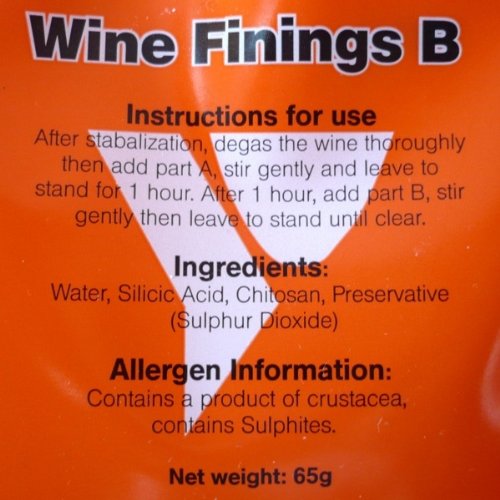 Wine Finings B
Instructions for use
After stabalization, degas the wine thoroughly
then add part A, stir gently and leave to
stand for 1 hour. After 1 hour, add part B, stir
gently then leave to stand until clear.
Ingredients:
Water, Silicic Acid, Chitosan, Preservative
(Sulphur Dioxide)
Allergen Information:
Contains a product of crustacea,
contains Sulphites.
Net weight: 65g